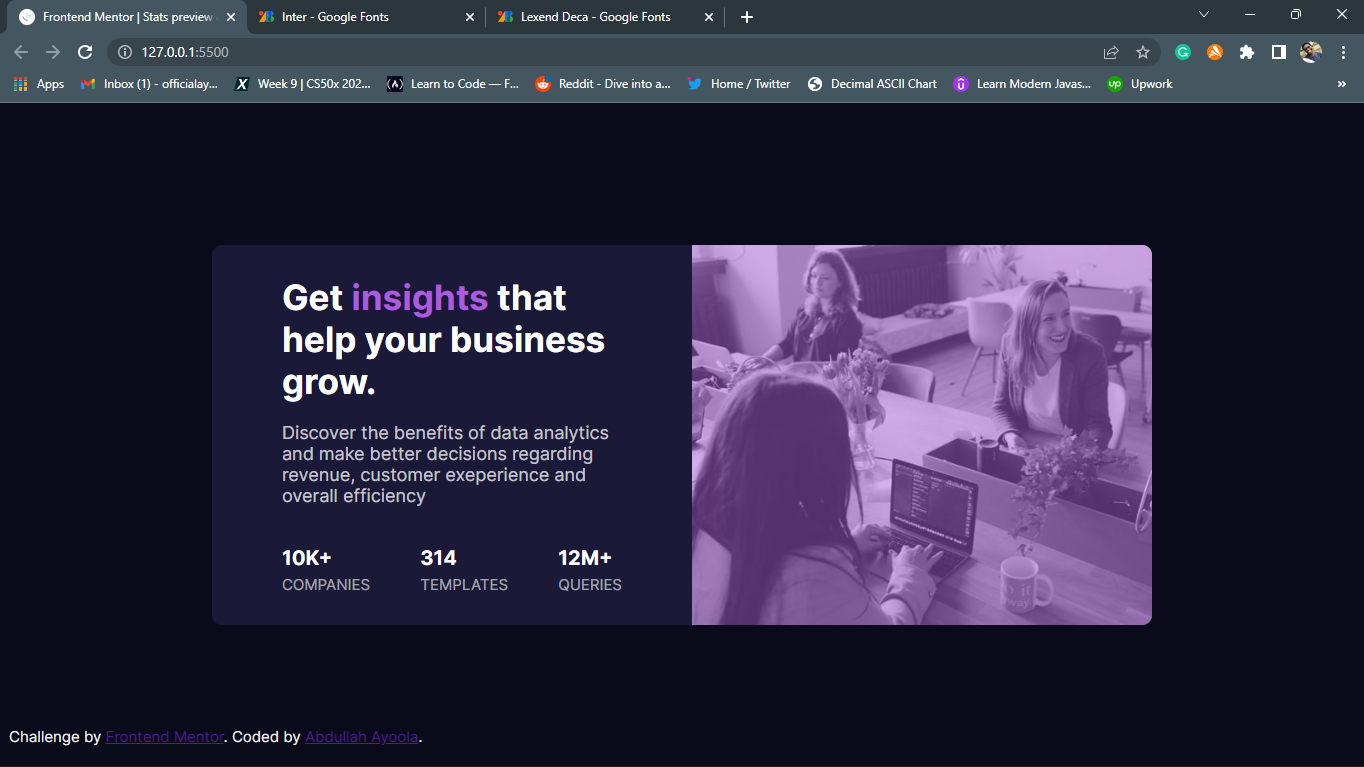 Frontend Mentor | Stats preview
Inter - Google Fonts
Lexend Deca - Google Fonts
127.0.0.1:5500
Apps
Inbox (1) - officialay...
Week 9 | CS50x 202...
Learn to Code — F...
Reddit - Dive into a...
Home / Twitter
Decimal ASCII Chart
Learn Modern Javas...
up Upwork
Get insights that
help your business
grow.
Discover the benefits of data analytics
and make better decisions regarding
revenue, customer exeperience and
overall efficiency
10K+ 314 12M+
COMPANIES TEMPLATES QUERIES
Challenge by Frontend Mentor. Coded by Abdullah Ayoola.